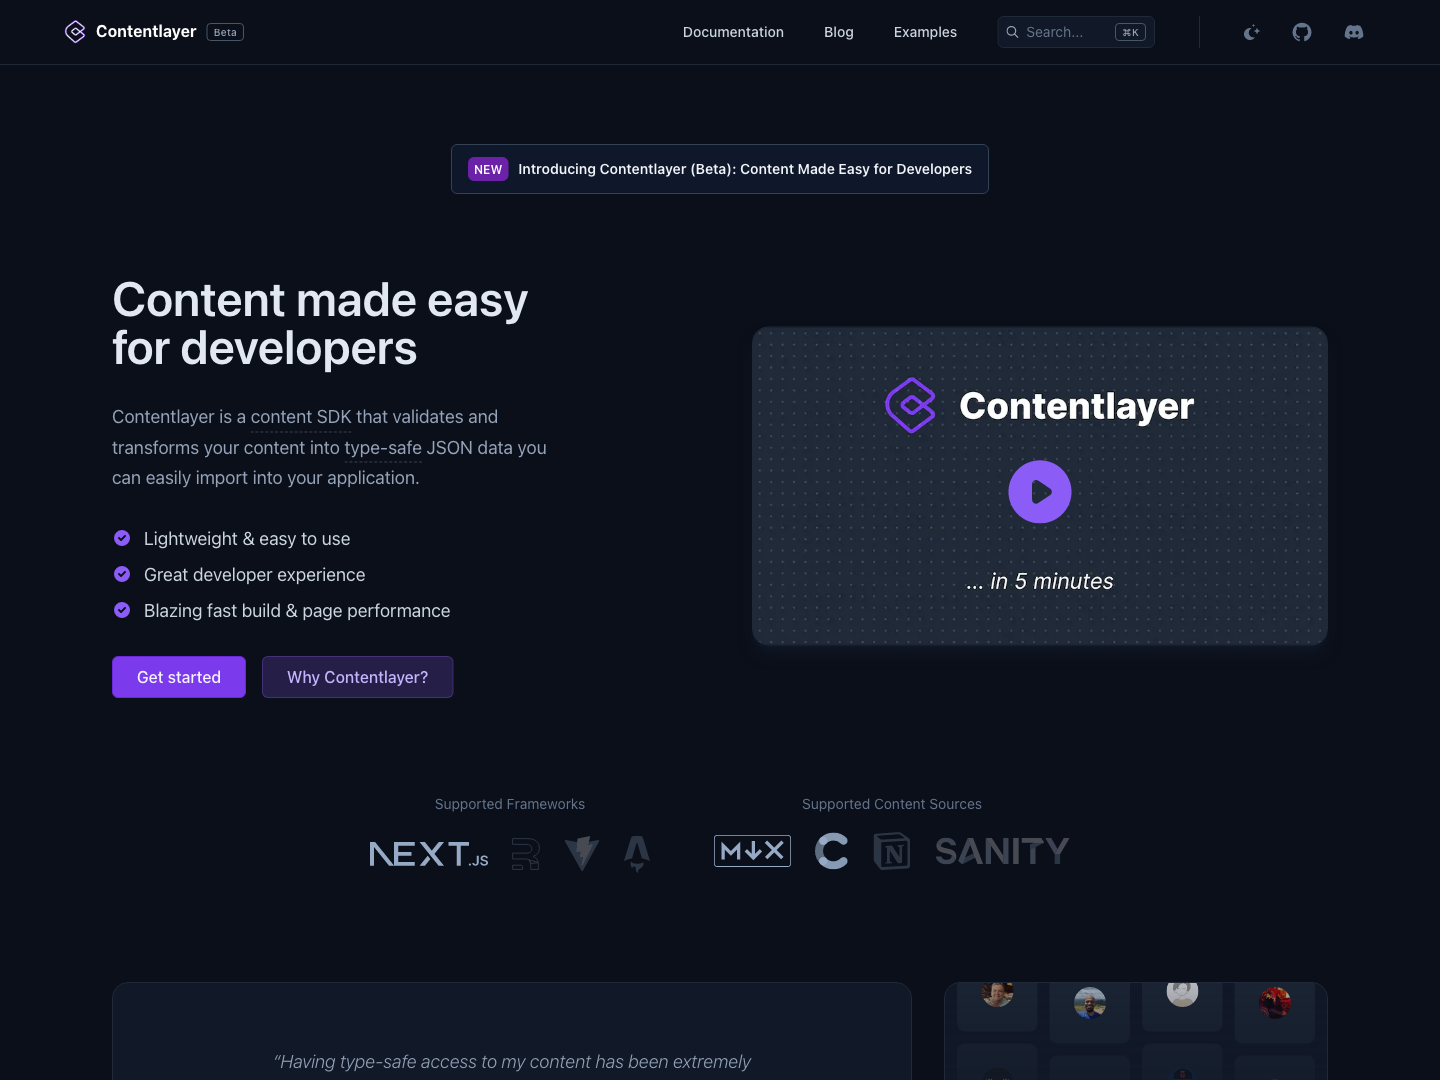 Contentlayer Beta
Documentation Blog Examples Search... ⌘K
NEW Introducing Contentlayer (Beta): Content Made Easy for Developers
Content made easy
for developers
Contentlayer is a content SDK that validates and
transforms your content into type-safe JSON data you
can easily import into your application.
Lightweight & easy to use
Great developer experience
Blazing fast build & page performance
Get started
Why Contentlayer?
Contentlayer
... in 5 minutes
Supported Frameworks
NEXT.JS
Supported Content Sources
M↓X
N
SANITY
“Having type-safe access to my content has been extremely